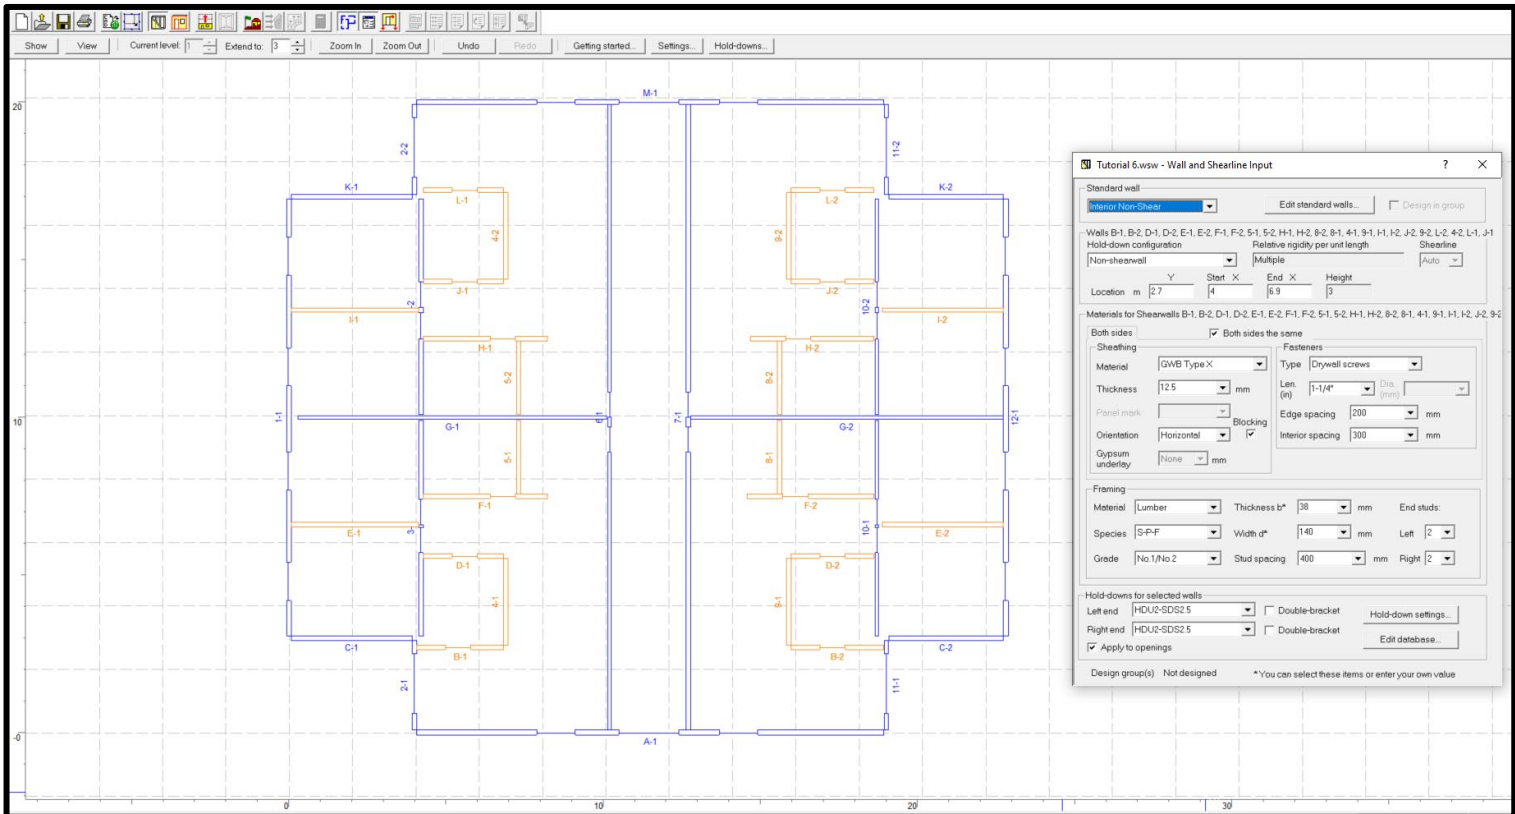 Show View Current level: 1 Extend to: 3 Zoom In Zoom Out Undo Redo Getting started... Settings... Hold-downs...
20
M-1
2-2
11-2
K-1
K-2
L-1
L-2
4-2
9-2
J-1
J-2
-2
10-2
I-1
I-2
H-1
H-2
5-2
8-2
10
1-1
G-1
6-1
7-1
G-2
12-1
5-1
8-1
F-1
F-2
E-1
3-
10-1
E-2
D-1
D-2
4-1
9-1
C-1
C-2
B-1
B-2
2-1
11-1
-0
A-1
0 10 20 30
Tutorial 6.wsw - Wall and Shearline Input ? X
Standard wall
Interior Non-Shear Edit standard walls... Design in group
Walls B-1, B-2, D-1, D-2, E-1, E-2, F-1, F-2, 5-1, 5-2, H-1, H-2, 8-2, 8-1, 4-1, 9-1, I-1, I-2, J-2, 9-2, L-2, 4-2, L-1, J-1
Hold-down configuration Relative rigidity per unit length Shearline
Non-shearwall Multiple Auto
Y Start X End X Height
Location m 2.7 4 6.9 3
Materials for Shearwalls B-1, B-2, D-1, D-2, E-1, E-2, F-1, F-2, 5-1, 5-2, H-1, H-2, 8-2, 8-1, 4-1, 9-1, I-1, I-2, J-2, 9-2
Both sides Both sides the same
Sheathing Fasteners
Material GWB Type X Type Drywall screws
Thickness 12.5 mm Len. (in) 1-1/4" Dia. (mm)
Panel mark Edge spacing 200 mm
Blocking
Orientation Horizontal Interior spacing 300 mm
Gypsum underlay None mm
Framing
Material Lumber Thickness b* 38 mm End studs:
Species S-P-F Width d* 140 mm Left 2
Grade No.1/No.2 Stud spacing 400 mm Right 2
Hold-downs for selected walls
Left end HDU2-SDS2.5 Double-bracket Hold-down settings...
Right end HDU2-SDS2.5 Double-bracket Edit database...
Apply to openings
Design group(s) Not designed *You can select these items or enter your own value